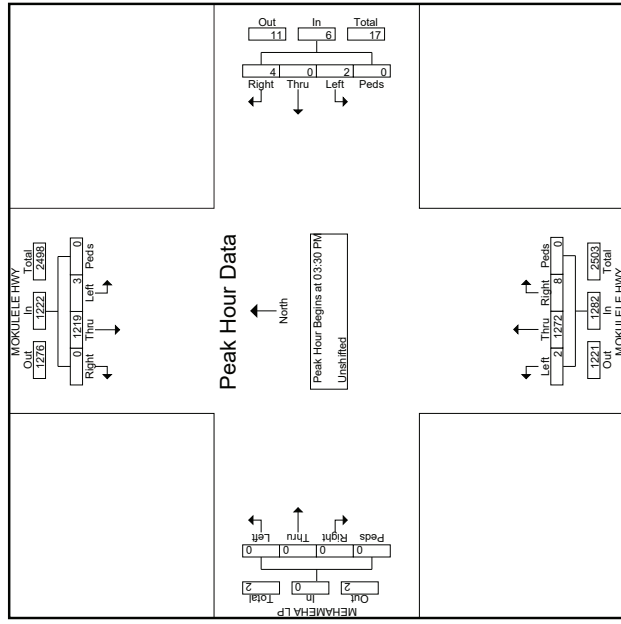 Out In Total
11 6 17
4 0 2 0
Right Thru Left Peds
MOKULELE HWY
Out In Total
1276 1222 2498
0 1219 3 0
Right Thru Left Peds
Peak Hour Data
North
Peak Hour Begins at 03:30 PM
Unshifted
Left Thru Right Peds
2 1272 8 0
1221 1282 2503
Out In Total
MOKULELE HWY
Left Thru Right Peds
0 0 0 0
2 0 2
Total In Out
MEHAMEHA LP